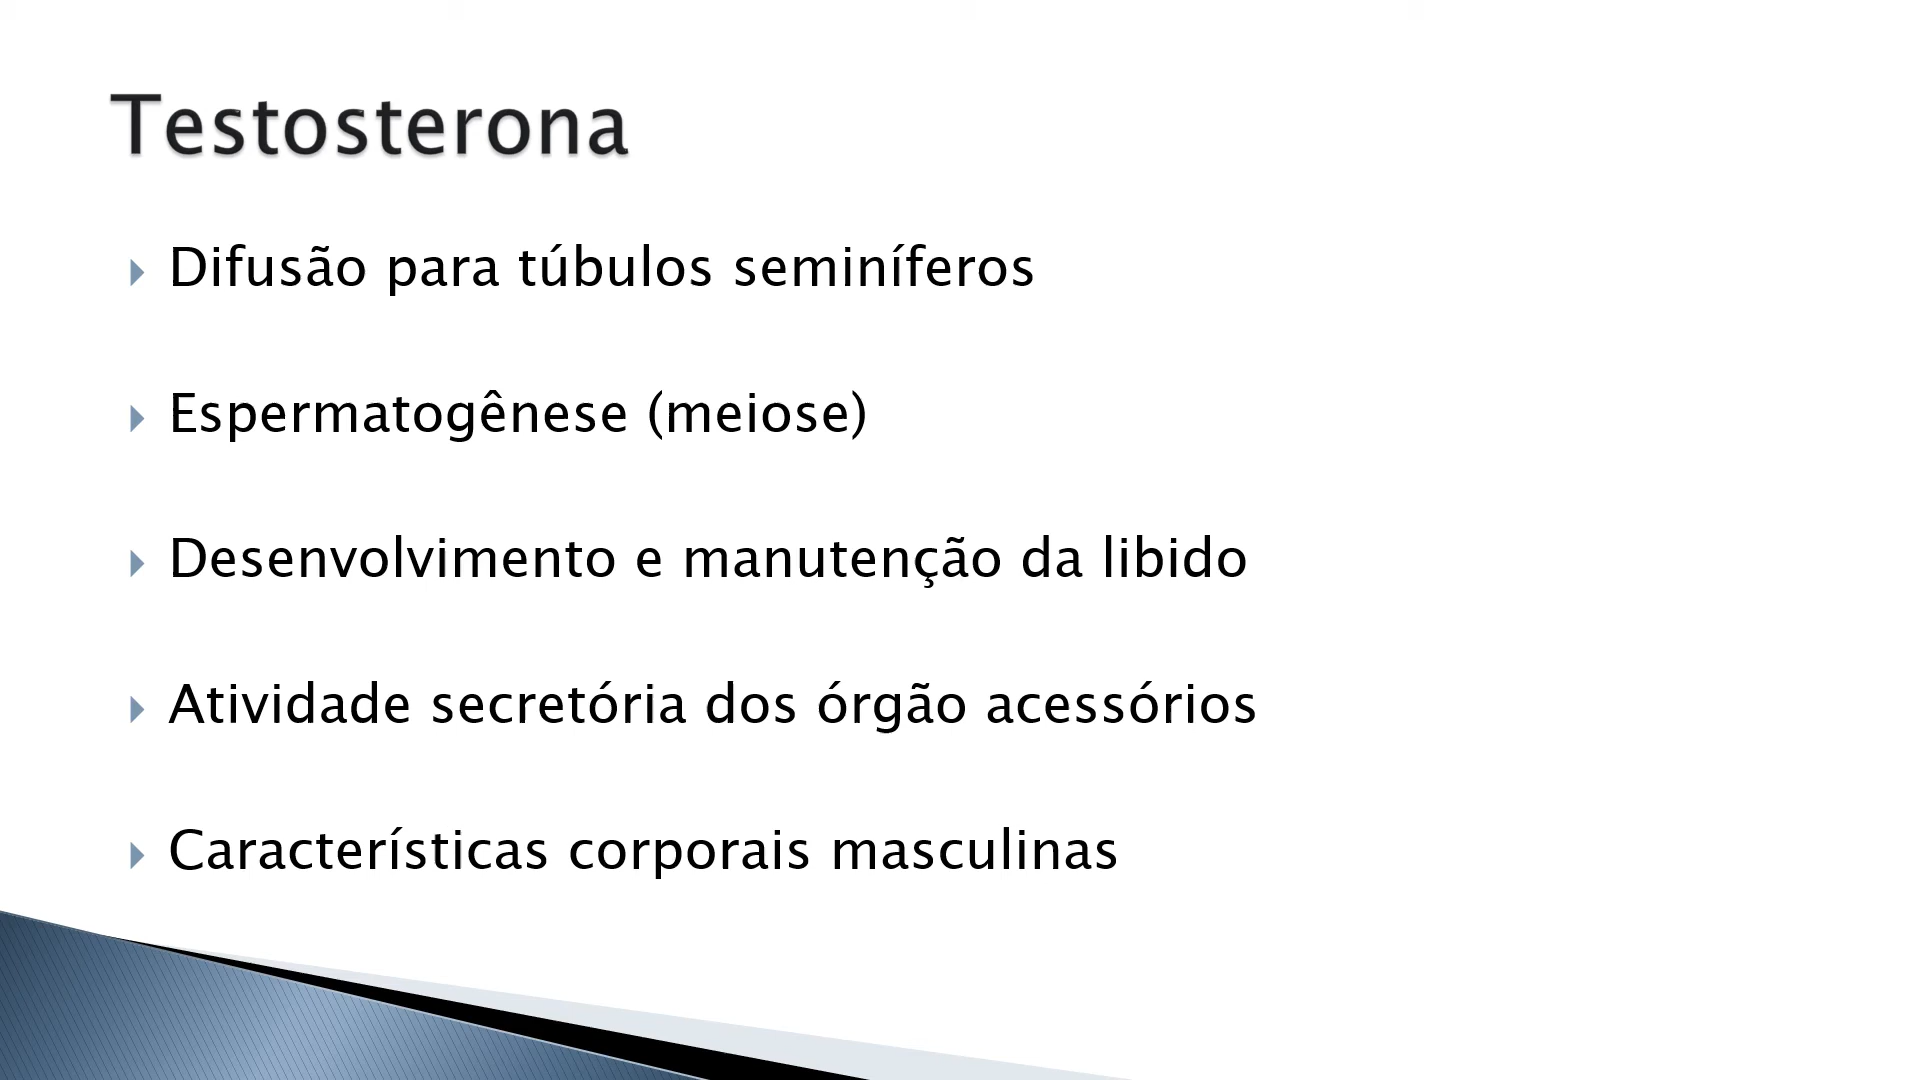 Testosterona
Difusão para túbulos seminíferos
Espermatogênese (meiose)
Desenvolvimento e manutenção da libido
Atividade secretória dos órgão acessórios
Características corporais masculinas